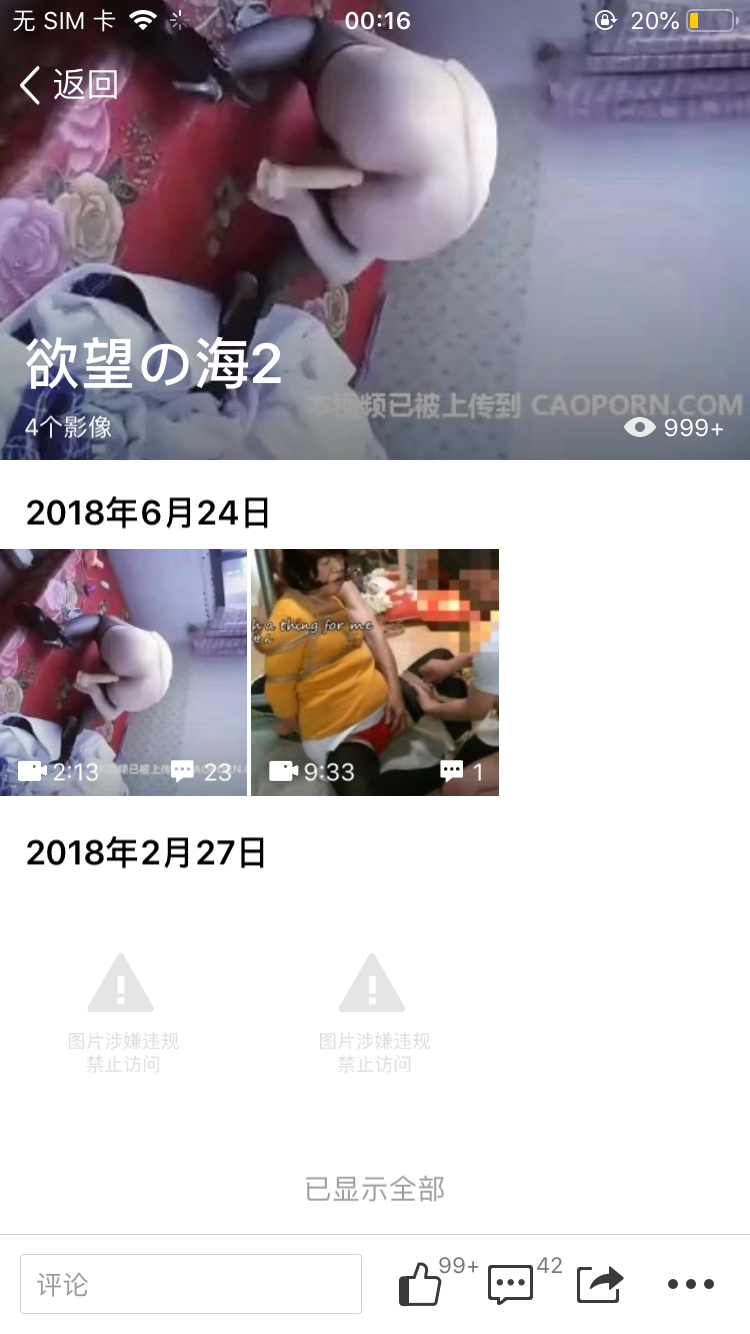 无 SIM 卡
00:16
20%
返回
欲望の海2
本视频已被上传到 CAOPORN.COM
4个影像
999+
2018年6月24日
h a thing for me
2:13
23
9:33
1
2018年2月27日
图片涉嫌违规
禁止访问
图片涉嫌违规
禁止访问
已显示全部
评论
99+
42